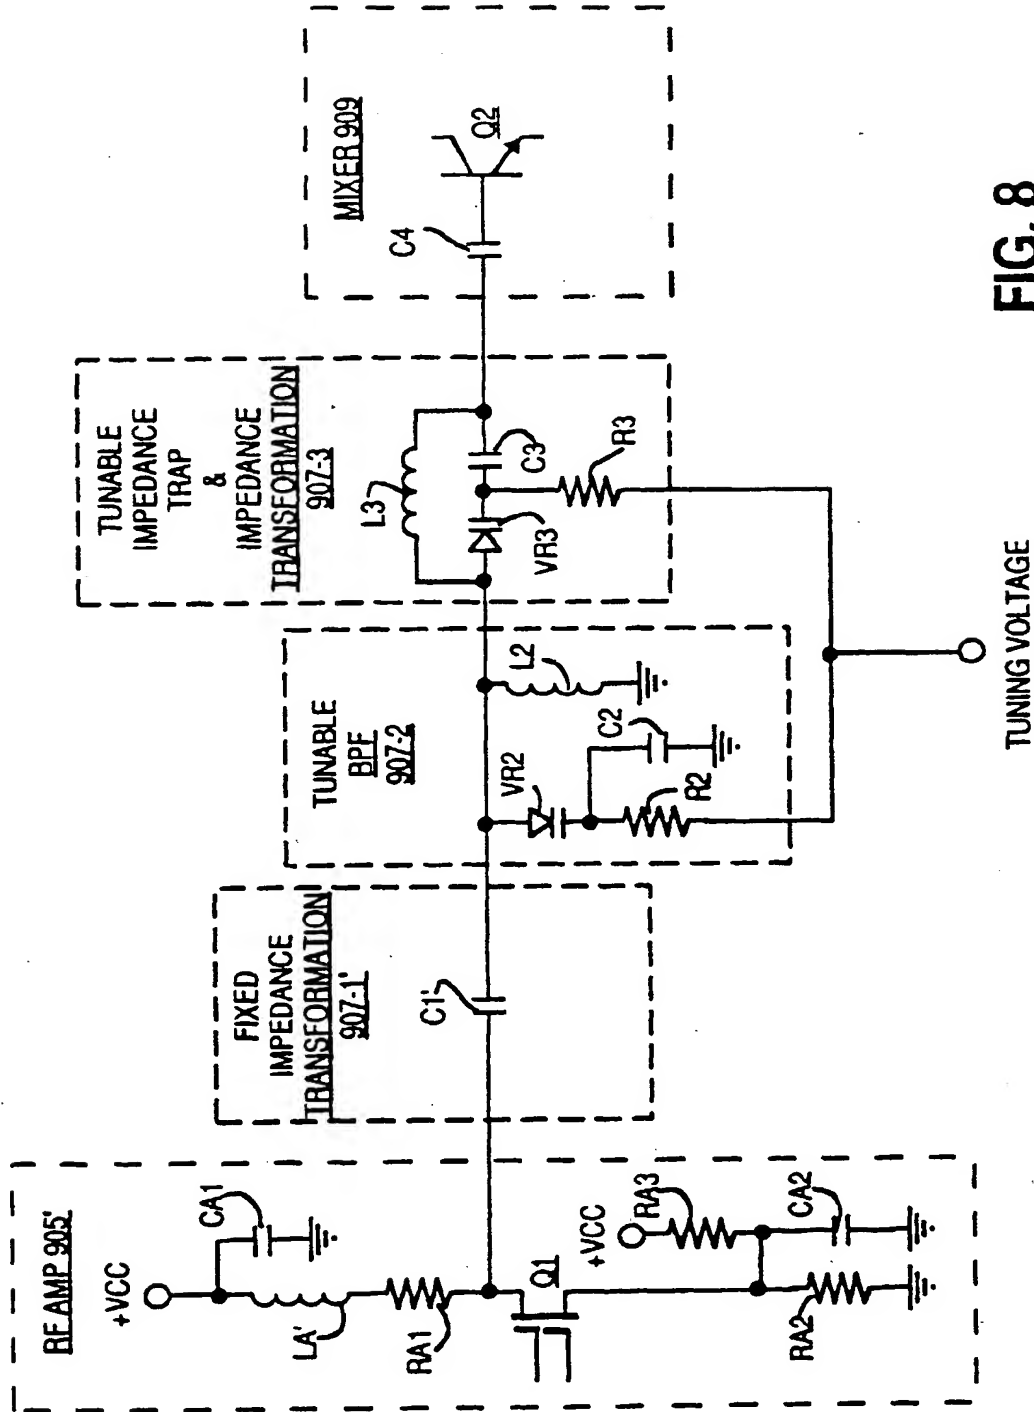 RF AMP 905'
+VCC
CA1
LA'
RA1
Q1
+VCC
RA3
CA2
RA2
FIXED
IMPEDANCE
TRANSFORMATION
907-1'
C1'
TUNABLE
BPF
907-2
VR2
L2
C2
R2
TUNABLE
IMPEDANCE
TRAP
&
IMPEDANCE
TRANSFORMATION
907-3
L3
VR3
C3
R3
MIXER 909
C4
Q2
TUNING VOLTAGE
FIG. 8